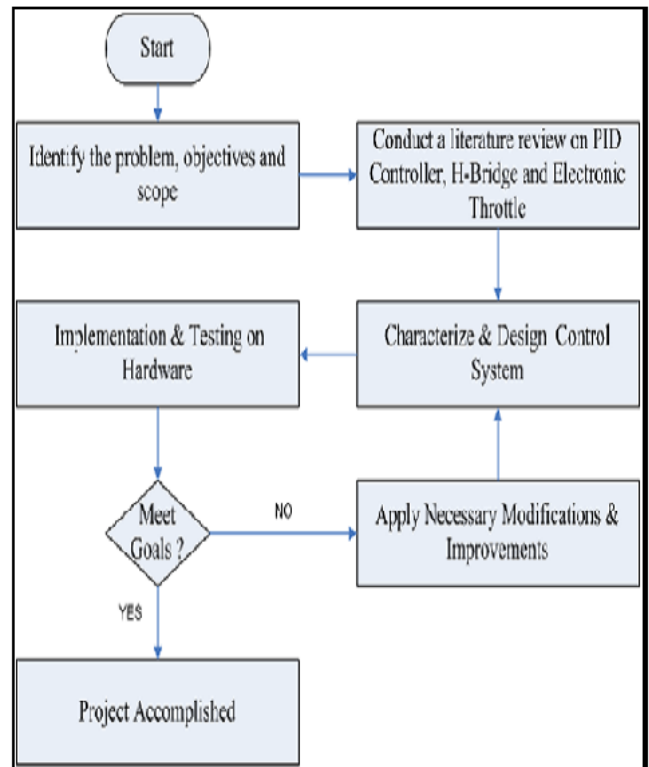 Start
Identify the problem, objectives and
scope
Conduct a literature review on PID
Controller, H-Bridge and Electronic
Throttle
Characterize & Design Control
System
Implementation & Testing on
Hardware
Meet
Goals ?
NO
Apply Necessary Modifications &
Improvements
YES
Project Accomplished